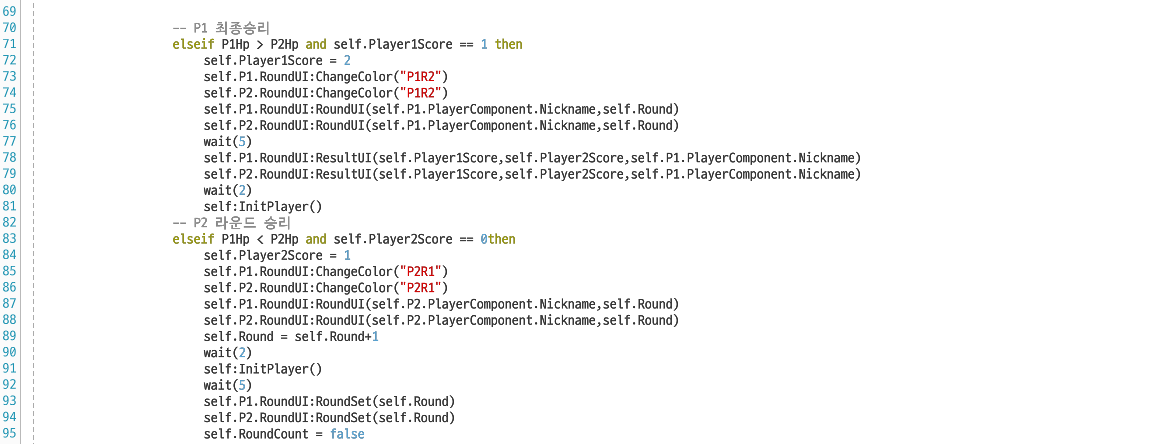 69
70 -- P1 최종승리
71 elseif P1Hp > P2Hp and self.Player1Score == 1 then
72 self.Player1Score = 2
73 self.P1.RoundUI:ChangeColor("P1R2")
74 self.P2.RoundUI:ChangeColor("P1R2")
75 self.P1.RoundUI:RoundUI(self.P1.PlayerComponent.Nickname,self.Round)
76 self.P2.RoundUI:RoundUI(self.P1.PlayerComponent.Nickname,self.Round)
77 wait(5)
78 self.P1.RoundUI:ResultUI(self.Player1Score,self.Player2Score,self.P1.PlayerComponent.Nickname)
79 self.P2.RoundUI:ResultUI(self.Player1Score,self.Player2Score,self.P1.PlayerComponent.Nickname)
80 wait(2)
81 self:InitPlayer()
82 -- P2 라운드 승리
83 elseif P1Hp < P2Hp and self.Player2Score == 0then
84 self.Player2Score = 1
85 self.P1.RoundUI:ChangeColor("P2R1")
86 self.P2.RoundUI:ChangeColor("P2R1")
87 self.P1.RoundUI:RoundUI(self.P2.PlayerComponent.Nickname,self.Round)
88 self.P2.RoundUI:RoundUI(self.P2.PlayerComponent.Nickname,self.Round)
89 self.Round = self.Round+1
90 wait(2)
91 self:InitPlayer()
92 wait(5)
93 self.P1.RoundUI:RoundSet(self.Round)
94 self.P2.RoundUI:RoundSet(self.Round)
95 self.RoundCount = false